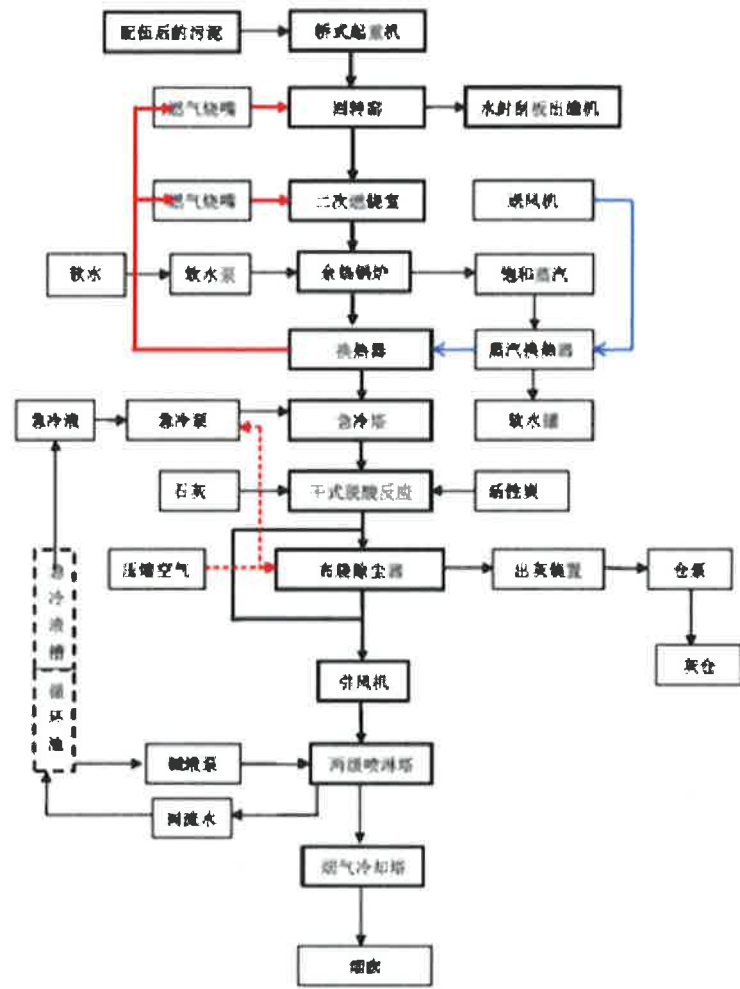 配伍后的污泥
桥式起重机
燃气烧嘴
回转窑
水封刮板出渣机
燃气烧嘴
二次燃烧室
送风机
软水
软水泵
余热锅炉
饱和蒸汽
换热器
蒸汽换热器
急冷液
急冷泵
急冷塔
软水罐
石灰
干式脱酸反应
活性炭
压缩空气
布袋除尘器
出灰装置
仓泵
急冷液槽
灰仓
循环池
引风机
碱液泵
两级喷淋塔
回流水
烟气冷却塔
烟囱